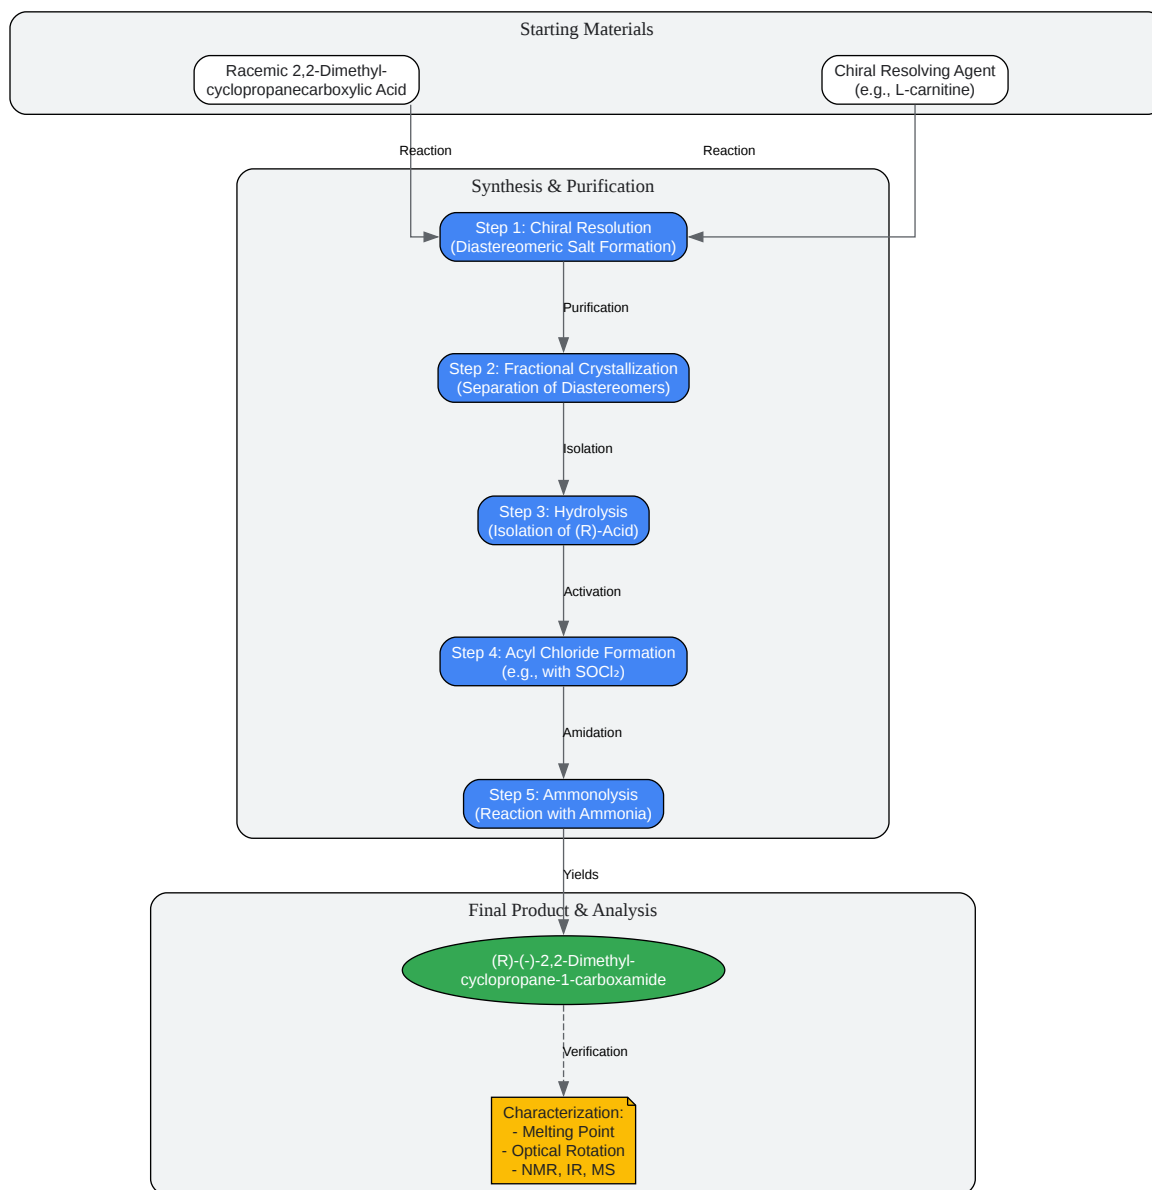 Starting Materials
Racemic 2,2-Dimethyl-
cyclopropanecarboxylic Acid
Chiral Resolving Agent
(e.g., L-carnitine)
Reaction
Reaction
Synthesis & Purification
Step 1: Chiral Resolution
(Diastereomeric Salt Formation)
Purification
Step 2: Fractional Crystallization
(Separation of Diastereomers)
Isolation
Step 3: Hydrolysis
(Isolation of (R)-Acid)
Activation
Step 4: Acyl Chloride Formation
(e.g., with SOCl₂)
Amidation
Step 5: Ammonolysis
(Reaction with Ammonia)
Yields
Final Product & Analysis
(R)-(-)-2,2-Dimethyl-
cyclopropane-1-carboxamide
Verification
Characterization:
- Melting Point
- Optical Rotation
- NMR, IR, MS